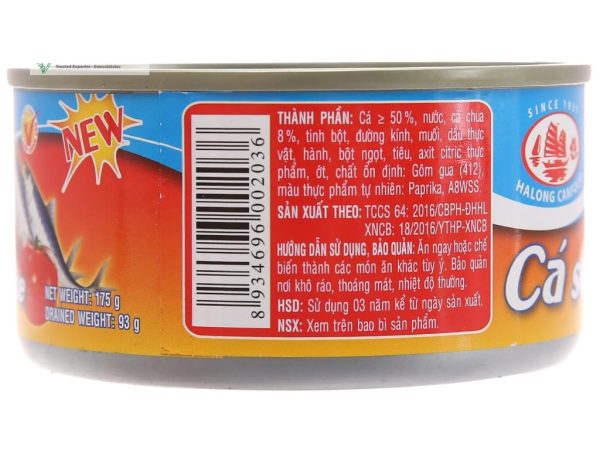 Trusted Exporter - Consolidator
NEW
NET WEIGHT: 175 g
DRAINED WEIGHT: 93 g
8934696002036
THÀNH PHẦN: Cá ≥ 50%, nước, cà chua
8%, tinh bột, đường kính, muối, dầu thực
vật, hành, bột ngọt, tiêu, axit citric thực
phẩm, ớt, chất ổn định: Gôm gua (412),
màu thực phẩm tự nhiên: Paprika, A8WSS.
SẢN XUẤT THEO: TCCS 64: 2016/CBPH-ĐHHL
XNCB: 18/2016/YTHP-XNCB
HƯỚNG DẪN SỬ DỤNG, BẢO QUẢN: Ăn ngay hoặc chế
biến thành các món ăn khác tùy ý. Bảo quản
nơi khô ráo, thoáng mát, nhiệt độ thường.
HSD: Sử dụng 03 năm kể từ ngày sản xuất.
NSX: Xem trên bao bì sản phẩm.
SINCE 1957
HALONG CANFOCO
Cá